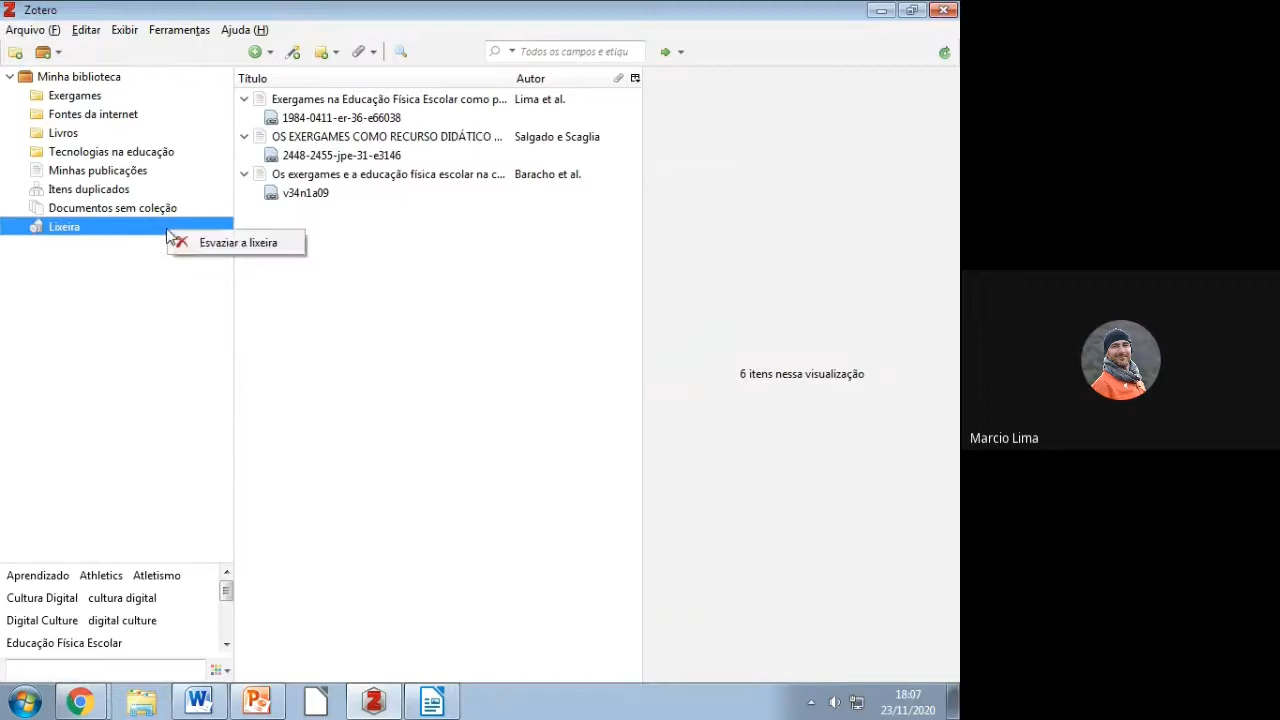 Zotero
Arquivo (F) Editar Exibir Ferramentas Ajuda (H)
Todos os campos e etiqu
Minha biblioteca
Exergames
Fontes da internet
Livros
Tecnologias na educação
Minhas publicações
Itens duplicados
Documentos sem coleção
Lixeira
Esvaziar a lixeira
Título Autor
Exergames na Educação Física Escolar como p... Lima et al.
1984-0411-er-36-e66038
OS EXERGAMES COMO RECURSO DIDÁTICO ... Salgado e Scaglia
2448-2455-jpe-31-e3146
Os exergames e a educação física escolar na c... Baracho et al.
v34n1a09
6 itens nessa visualização
Marcio Lima
Aprendizado Athletics Atletismo
Cultura Digital cultura digital
Digital Culture digital culture
Educação Física Escolar
18:07
23/11/2020